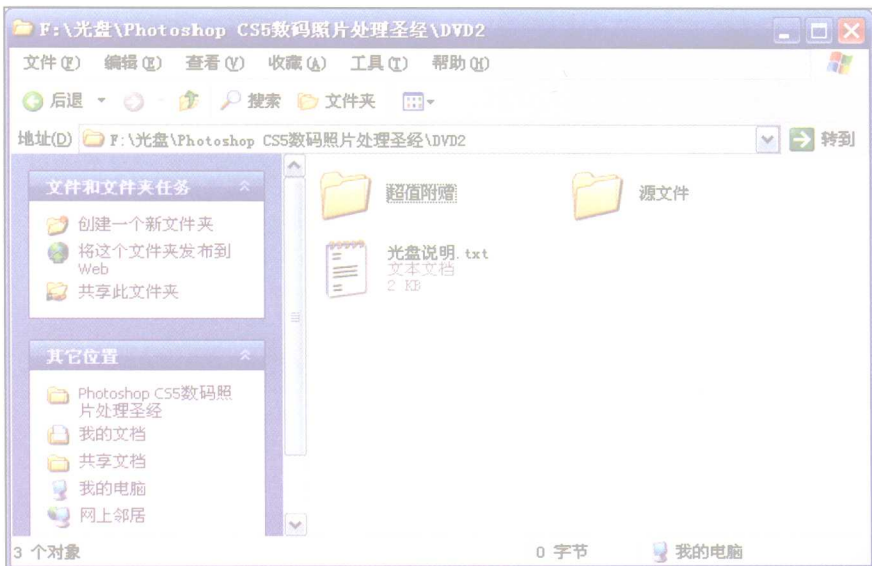 F:\光盘\Photoshop CS5数码照片处理圣经\DVD2
文件(F) 编辑(E) 查看(V) 收藏(A) 工具(T) 帮助(H)
后退 搜索 文件夹
地址(D) F:\光盘\Photoshop CS5数码照片处理圣经\DVD2 转到
文件和文件夹任务
创建一个新文件夹
将这个文件夹发布到
Web
共享此文件夹
其它位置
Photoshop CS5数码照
片处理圣经
我的文档
共享文档
我的电脑
网上邻居
超值附赠 源文件
光盘说明.txt
文本文档
2 KB
3 个对象 0 字节 我的电脑